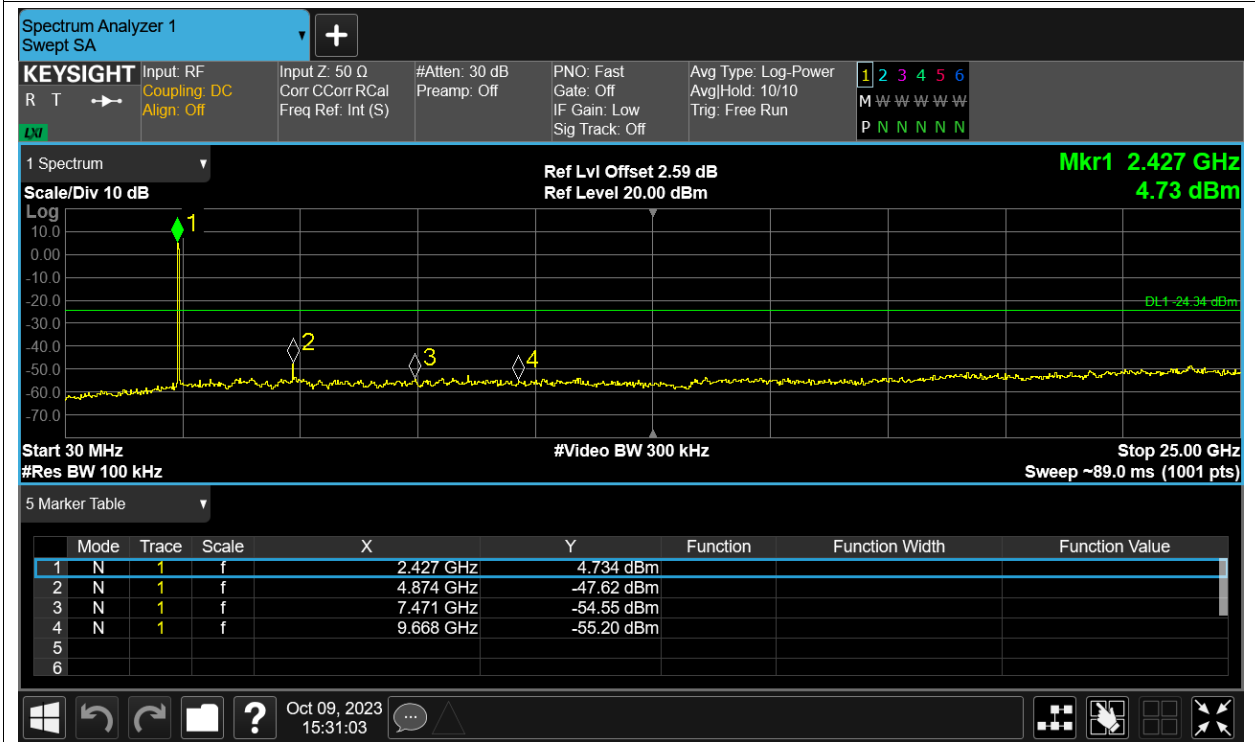 Spectrum Analyzer 1
Swept SA
KEYSIGHT Input: RF Input Z: 50 Ω #Atten: 30 dB PNO: Fast Avg Type: Log-Power 1 2 3 4 5 6
R T Coupling: DC Corr CCorr RCal Preamp: Off Gate: Off Avg|Hold: 10/10 M W W W W W
Align: Off Freq Ref: Int (S) IF Gain: Low Trig: Free Run
LXI Sig Track: Off P N N N N N
1 Spectrum Ref Lvl Offset 2.59 dB Mkr1 2.427 GHz
Scale/Div 10 dB Ref Level 20.00 dBm 4.73 dBm
Log
1
10.0
0.00
-10.0
-20.0
DL1 -24.34 dBm
-30.0
-40.0
2 3 4
-50.0
-60.0
-70.0
Start 30 MHz #Video BW 300 kHz Stop 25.00 GHz
#Res BW 100 kHz Sweep ~89.0 ms (1001 pts)
5 Marker Table
Mode Trace Scale X Y Function Function Width Function Value
1 N 1 f 2.427 GHz 4.734 dBm
2 N 1 f 4.874 GHz -47.62 dBm
3 N 1 f 7.471 GHz -54.55 dBm
4 N 1 f 9.668 GHz -55.20 dBm
5
6
? Oct 09, 2023
15:31:03